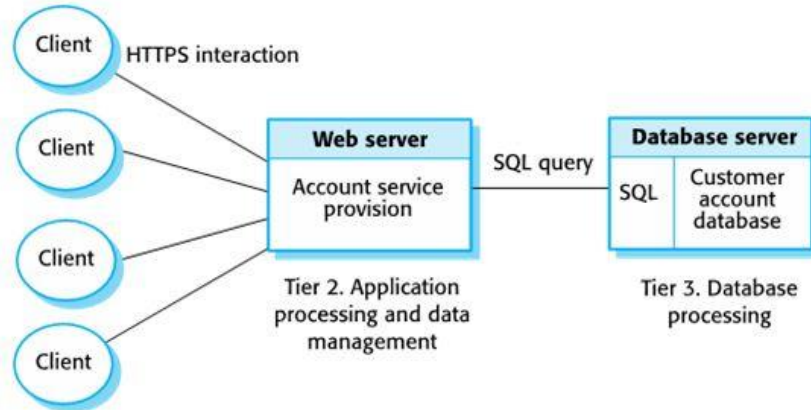 Client
HTTPS interaction
Client
Client
Client
Web server
Account service
provision
Tier 2. Application
processing and data
management
SQL query
Database server
SQL
Customer
account
database
Tier 3. Database
processing